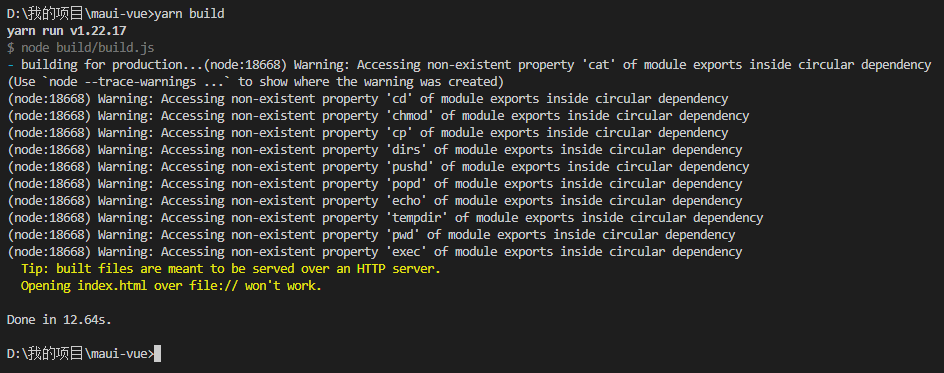 D:\我的项目\maui-vue>yarn build
yarn run v1.22.17
$ node build/build.js
- building for production...(node:18668) Warning: Accessing non-existent property 'cat' of module exports inside circular dependency
(Use `node --trace-warnings ...` to show where the warning was created)
(node:18668) Warning: Accessing non-existent property 'cd' of module exports inside circular dependency
(node:18668) Warning: Accessing non-existent property 'chmod' of module exports inside circular dependency
(node:18668) Warning: Accessing non-existent property 'cp' of module exports inside circular dependency
(node:18668) Warning: Accessing non-existent property 'dirs' of module exports inside circular dependency
(node:18668) Warning: Accessing non-existent property 'pushd' of module exports inside circular dependency
(node:18668) Warning: Accessing non-existent property 'popd' of module exports inside circular dependency
(node:18668) Warning: Accessing non-existent property 'echo' of module exports inside circular dependency
(node:18668) Warning: Accessing non-existent property 'tempdir' of module exports inside circular dependency
(node:18668) Warning: Accessing non-existent property 'pwd' of module exports inside circular dependency
(node:18668) Warning: Accessing non-existent property 'exec' of module exports inside circular dependency
Tip: built files are meant to be served over an HTTP server.
Opening index.html over file:// won't work.
Done in 12.64s.
D:\我的项目\maui-vue>